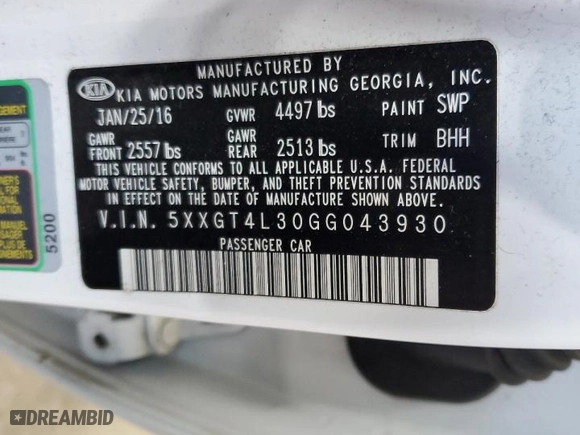 MANUFACTURED BY
KIA KIA MOTORS MANUFACTURING GEORGIA, INC.
JAN/25/16 GVWR 4497 lbs PAINT SWP
GAWR FRONT 2557 lbs GAWR REAR 2513 lbs TRIM BHH
THIS VEHICLE CONFORMS TO ALL APPLICABLE U.S.A. FEDERAL
MOTOR VEHICLE SAFETY, BUMPER, AND THEFT PREVENTION STANDARDS
IN EFFECT ON THE DATE OF MANUFACTURE SHOWN ABOVE.
V.I.N. 5XXGT4L30GG043930
PASSENGER CAR
5200
MANUAL
DREAMBID